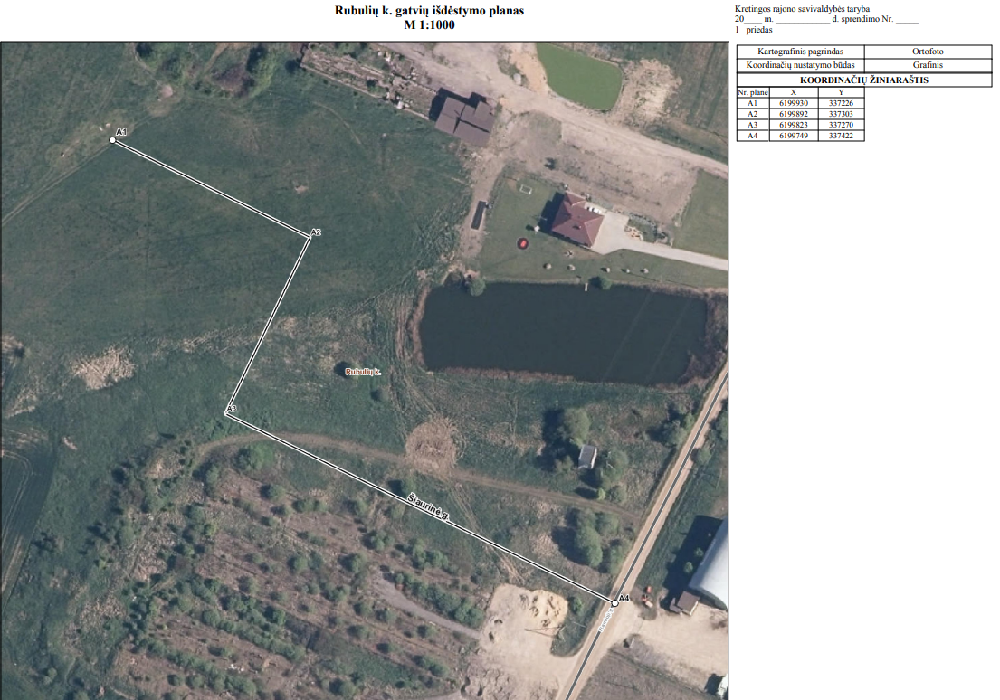 Rubulių k. gatvių išdėstymo planas
M 1:1000
Kretingos rajono savivaldybės taryba
20____ m. ____________ d. sprendimo Nr. _____
1 priedas
Kartografinis pagrindas Ortofoto
Koordinačių nustatymo būdas Grafinis
KOORDINAČIŲ ŽINIARAŠTIS
Nr. plane X Y
A1 6199930 337226
A2 6199892 337303
A3 6199823 337270
A4 6199749 337422
A1
A2
Rubulių k.
A3
Šiaurinė g.
A4